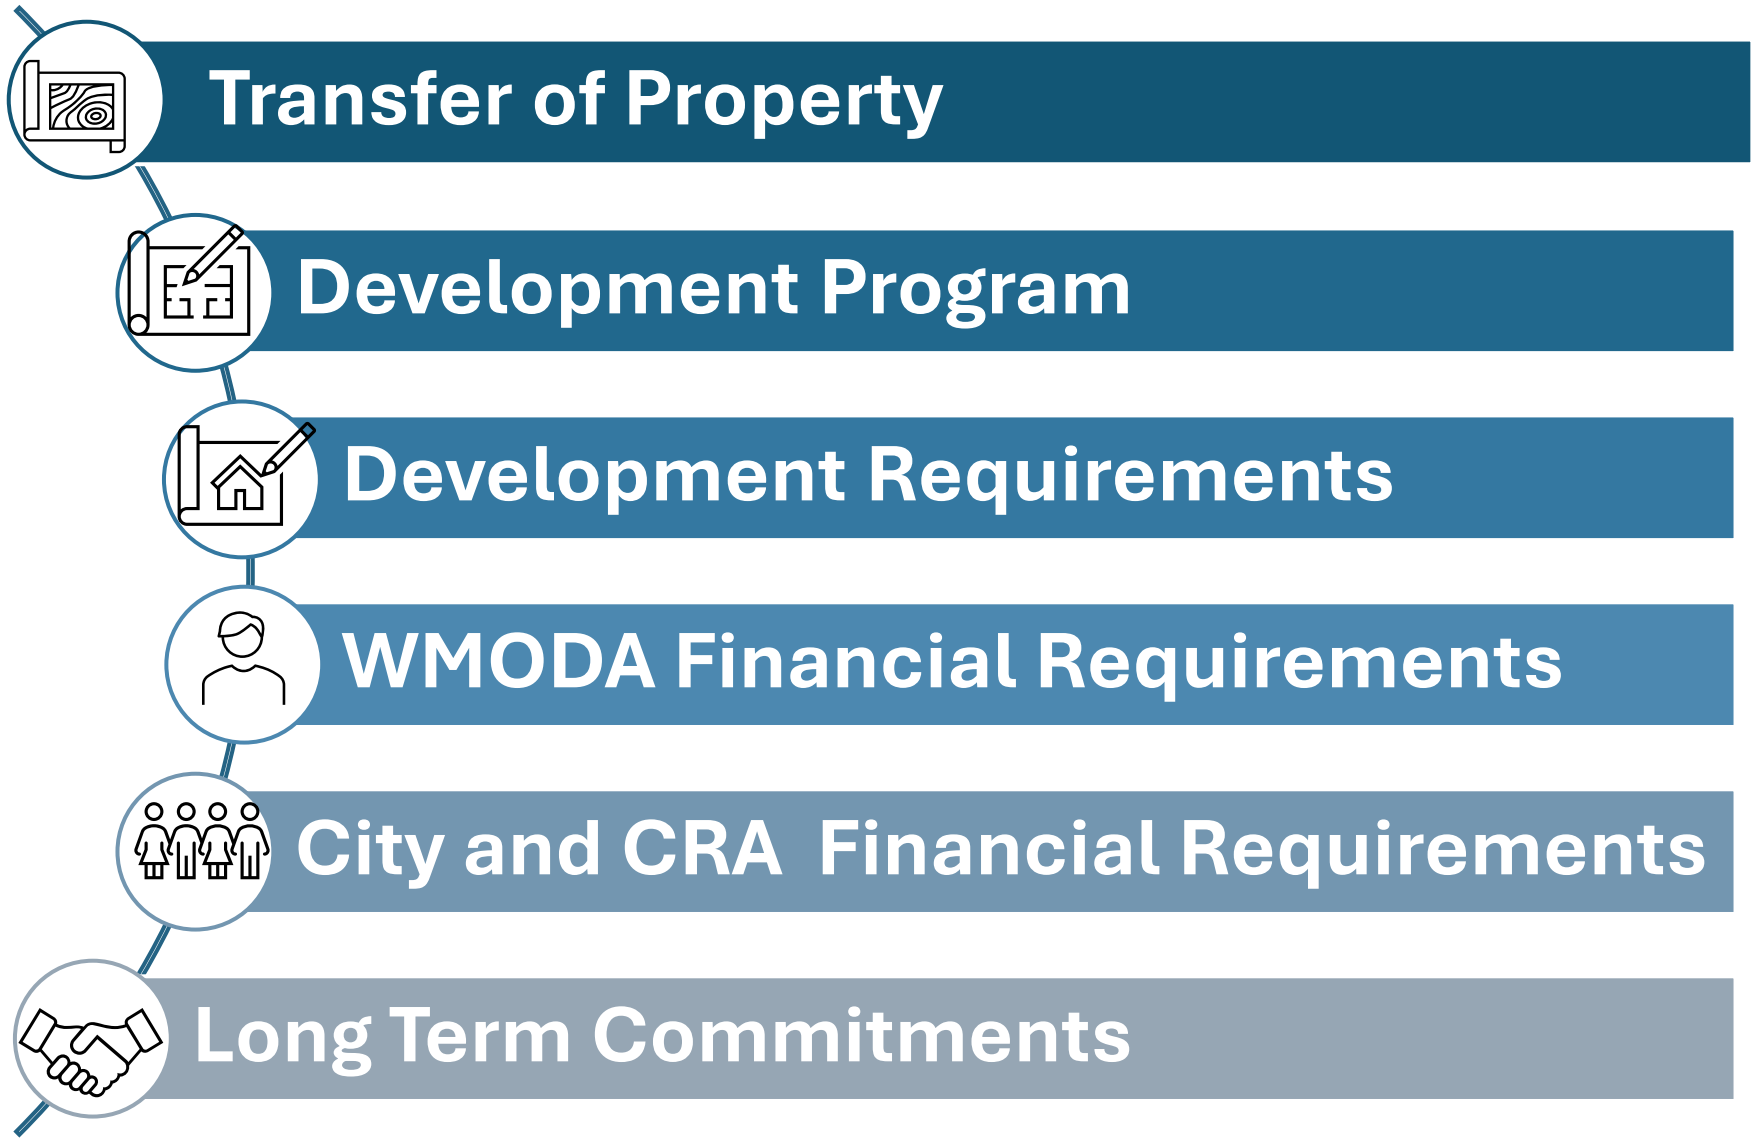 Transfer of Property
Development Program
Development Requirements
WMODA Financial Requirements
City and CRA  Financial Requirements
Long Term Commitments